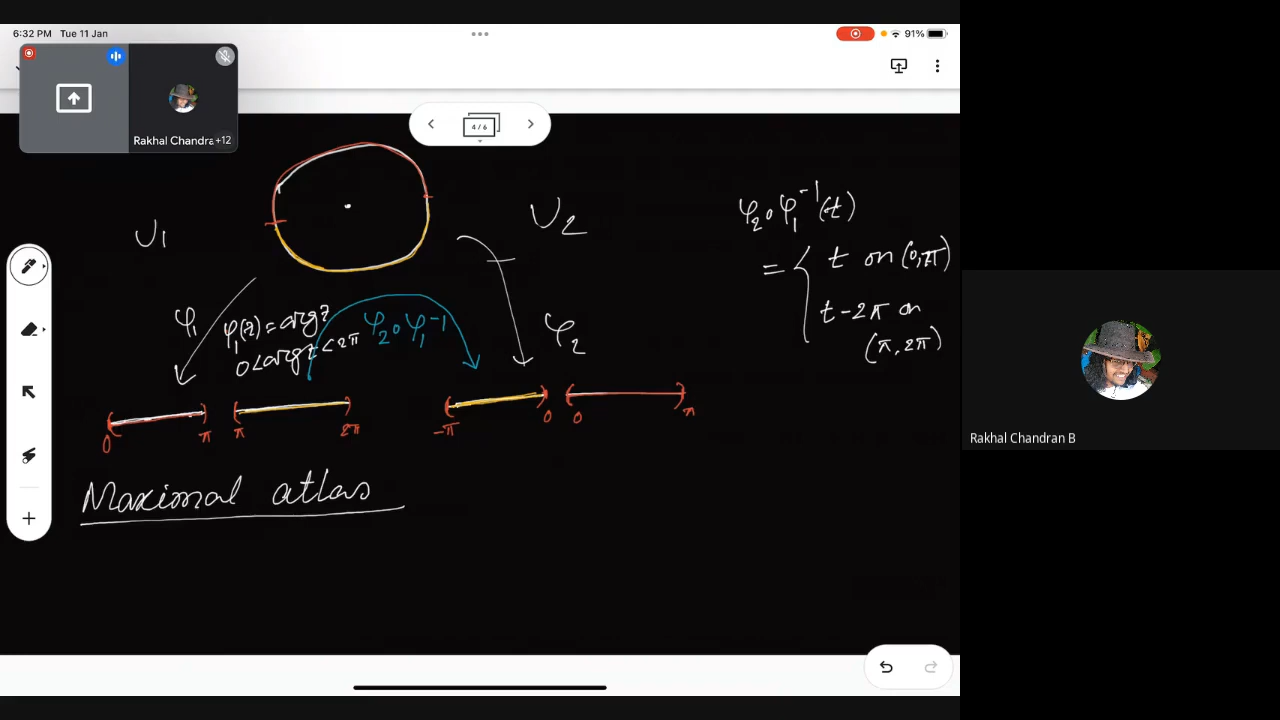 6:32 PM Tue 11 Jan
91%
Rakhal Chandra +12
4 / 6
U1
U2
φ2 ∘ φ1⁻¹(t)
= { t on (0, π)
t - 2π on
(π, 2π)
φ1
φ1(z) = arg z
0 < arg z < 2π
φ2 ∘ φ1⁻¹
φ2
0 π π 2π -π 0 0 π
Maximal atlas
Rakhal Chandran B